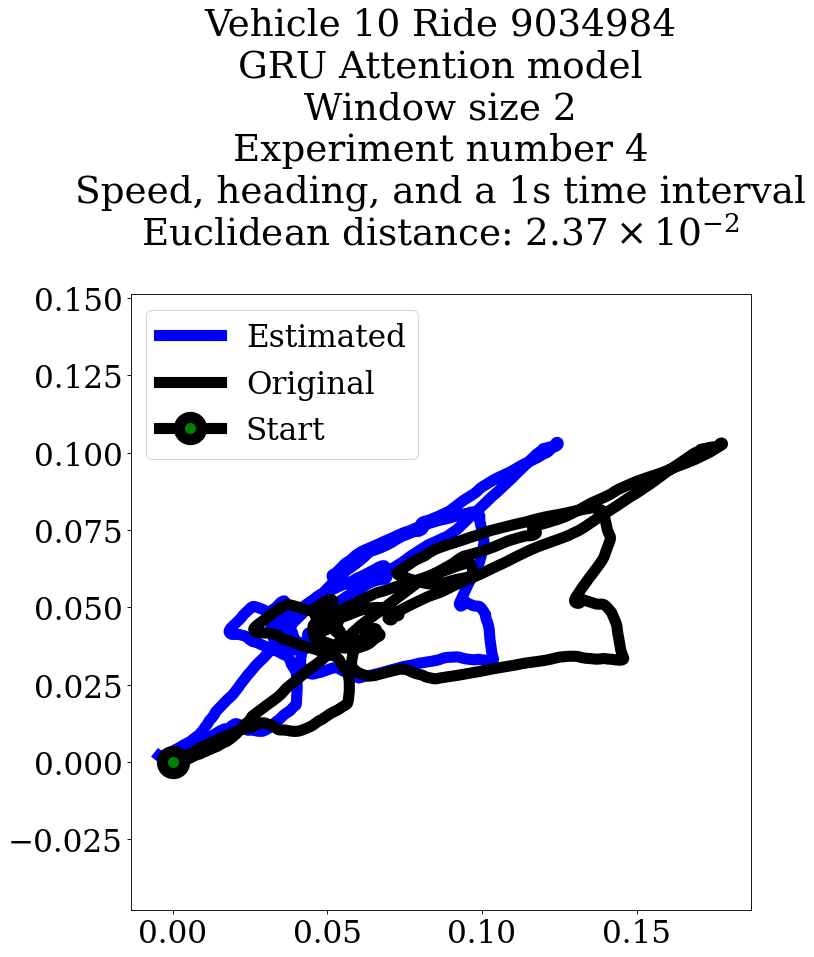 Vehicle 10 Ride 9034984
GRU Attention model
Window size 2
Experiment number 4
Speed, heading, and a 1s time interval
Euclidean distance: 2.37 × 10⁻²
Estimated
Original
Start
0.150
0.125
0.100
0.075
0.050
0.025
0.000
−0.025
0.00 0.05 0.10 0.15